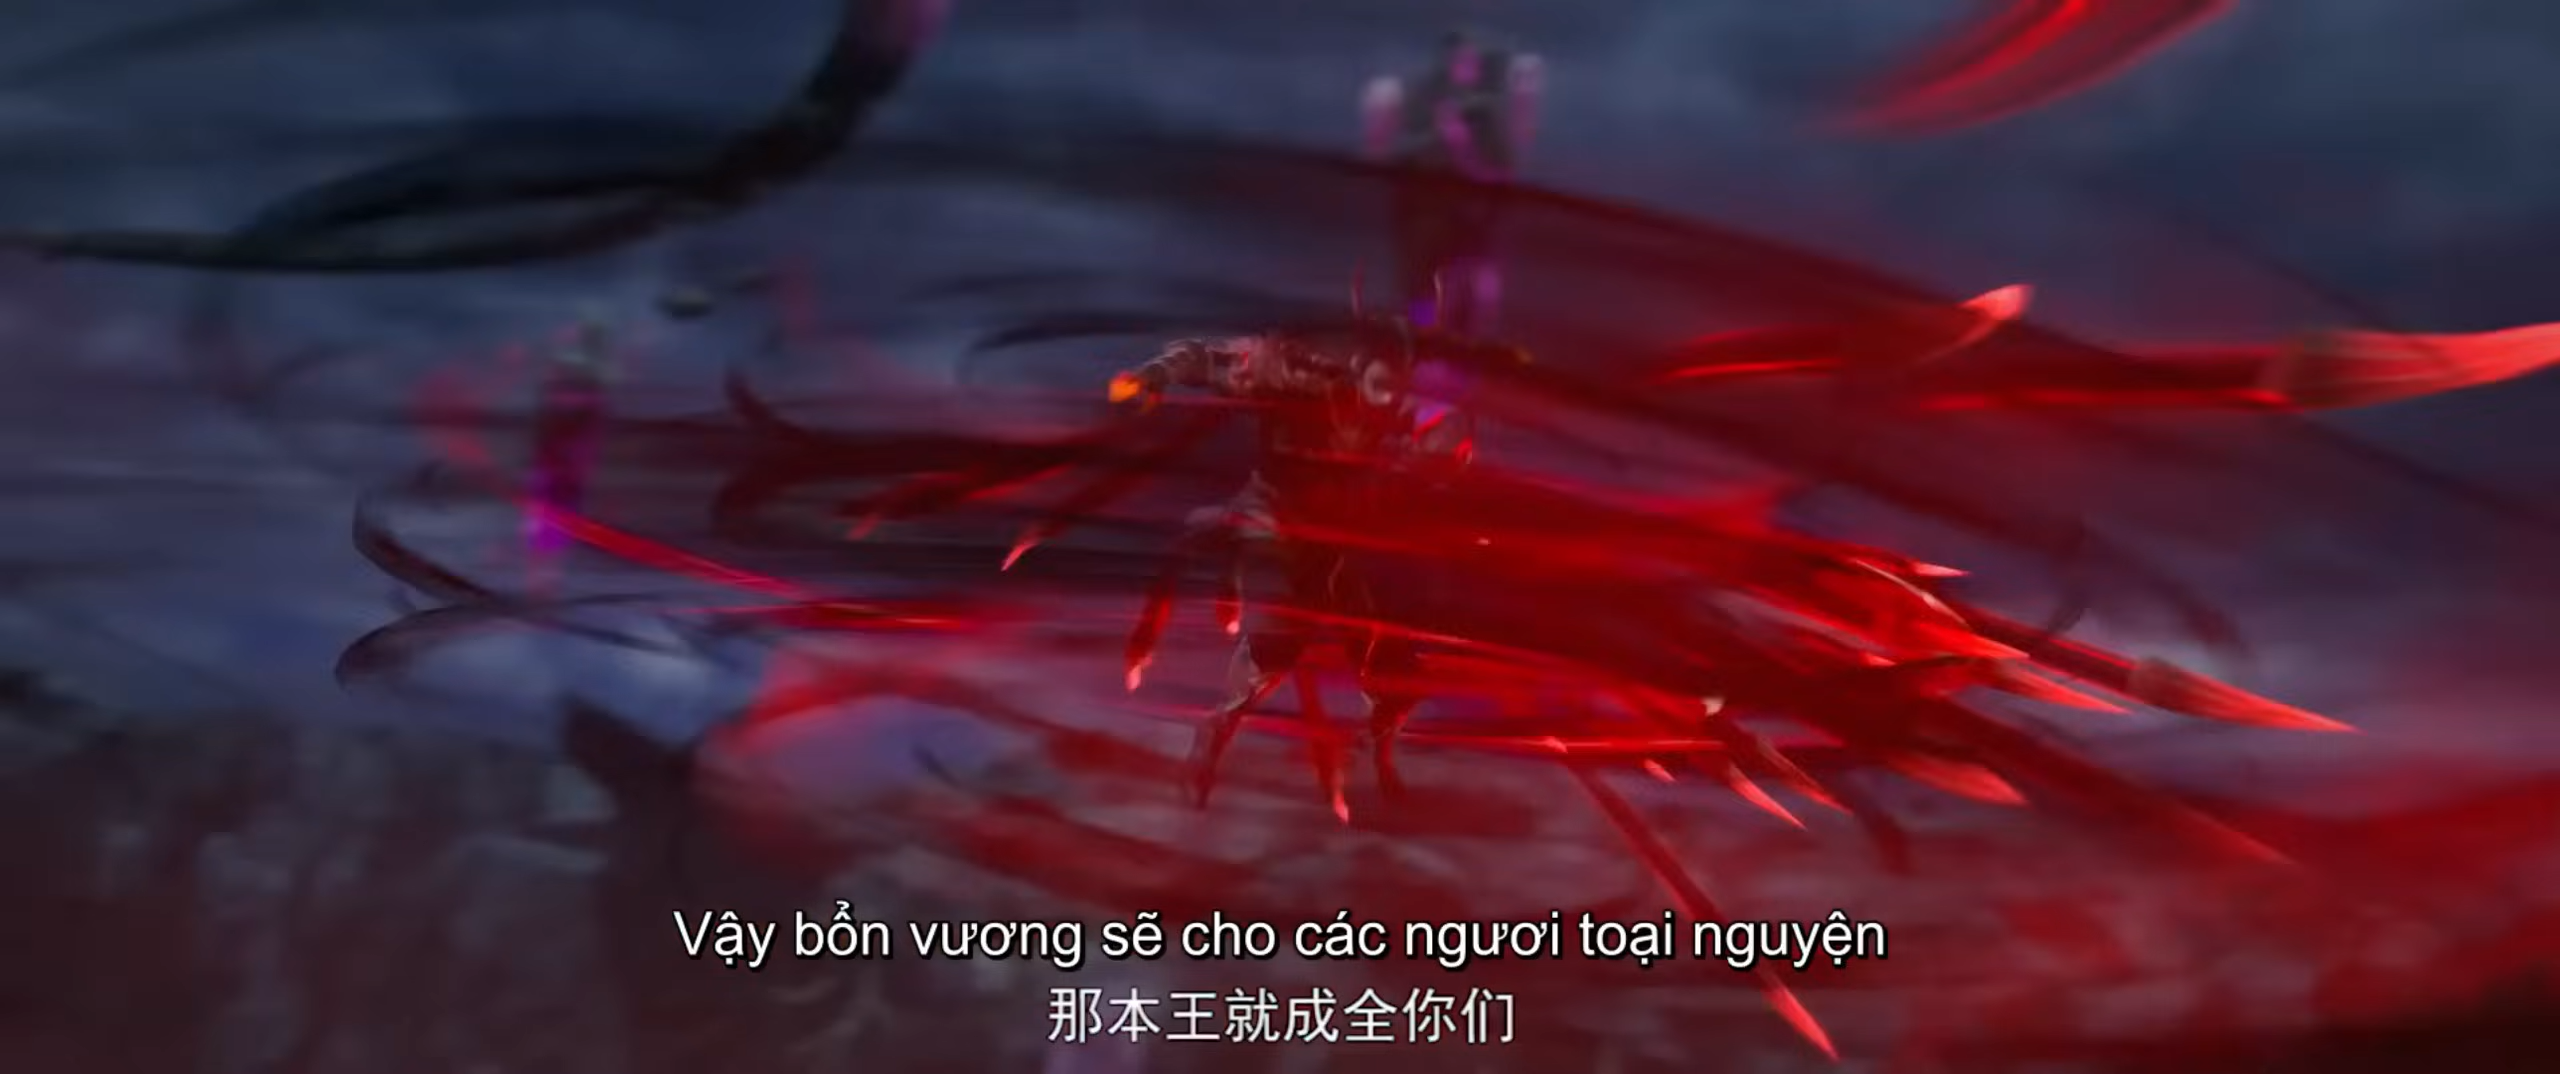 Vậy bổn vương sẽ cho các ngươi toại nguyện
那本王就成全你们